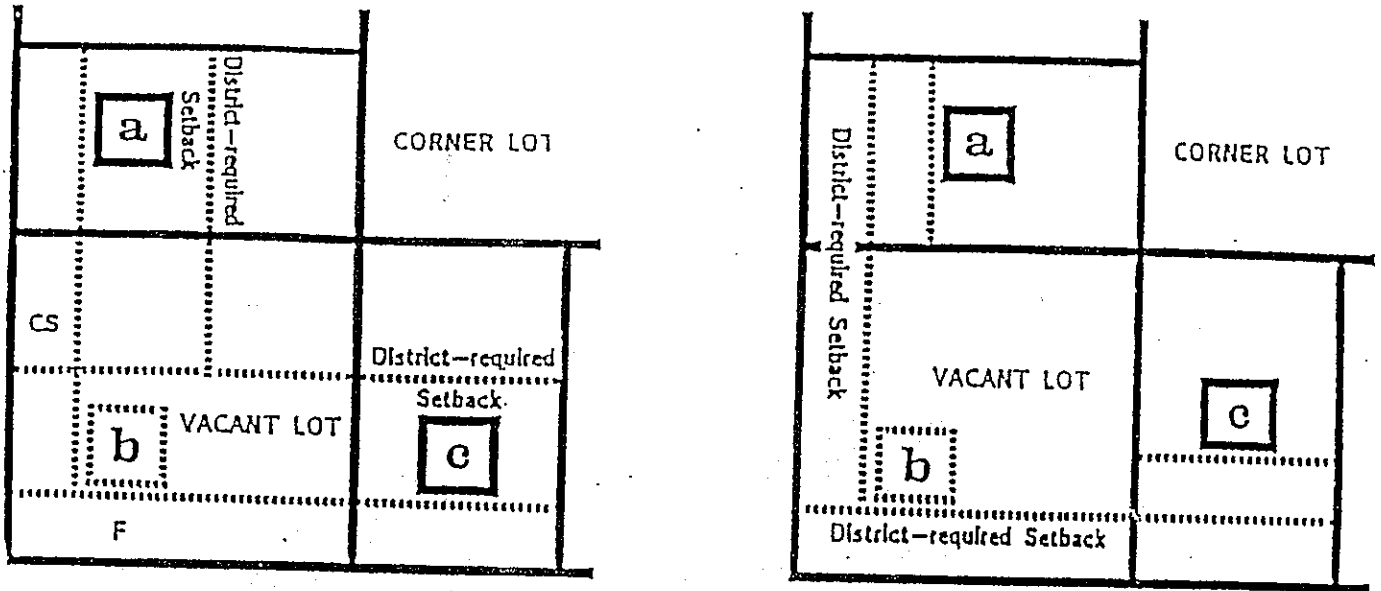 District-required
Setback
a
CORNER LOT
CS
District-required
Setback
b
VACANT LOT
c
F
a
District-required Setback
CORNER LOT
VACANT LOT
c
b
District-required Setback